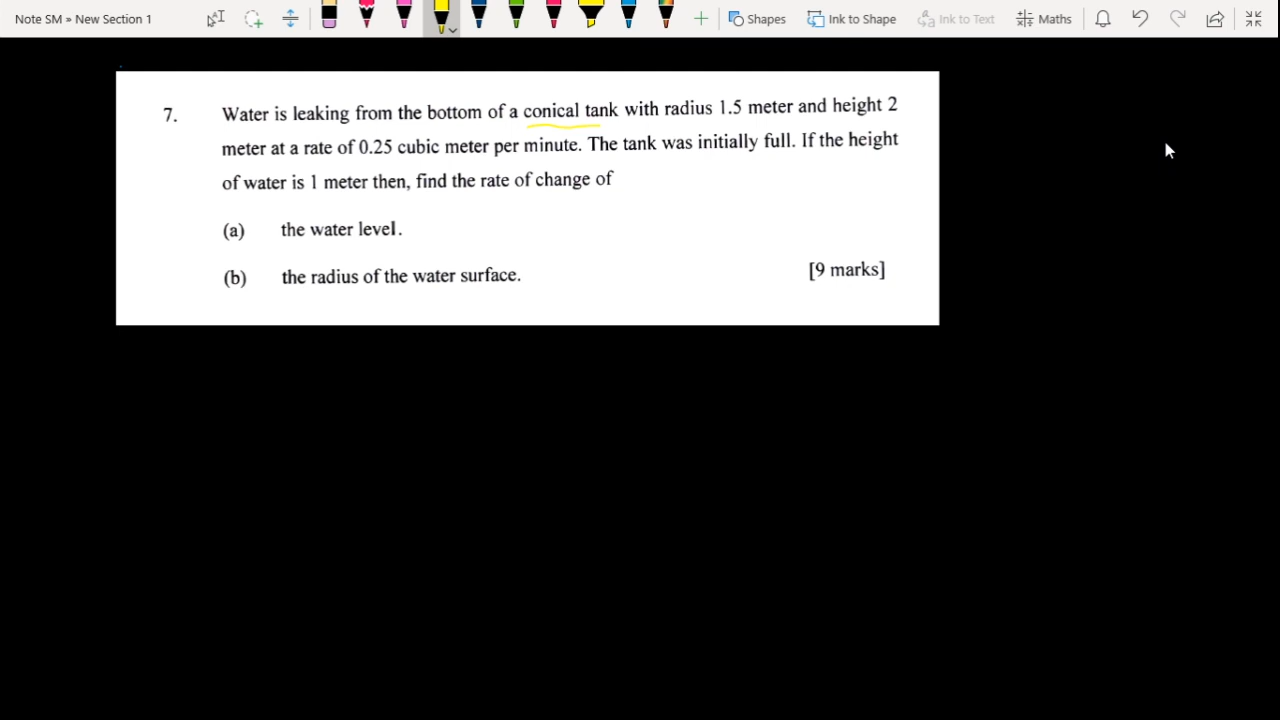 Note SM » New Section 1 Shapes Ink to Shape Ink to Text Maths
7. Water is leaking from the bottom of a conical tank with radius 1.5 meter and height 2
meter at a rate of 0.25 cubic meter per minute. The tank was initially full. If the height
of water is 1 meter then, find the rate of change of
(a) the water level.
(b) the radius of the water surface. [9 marks]